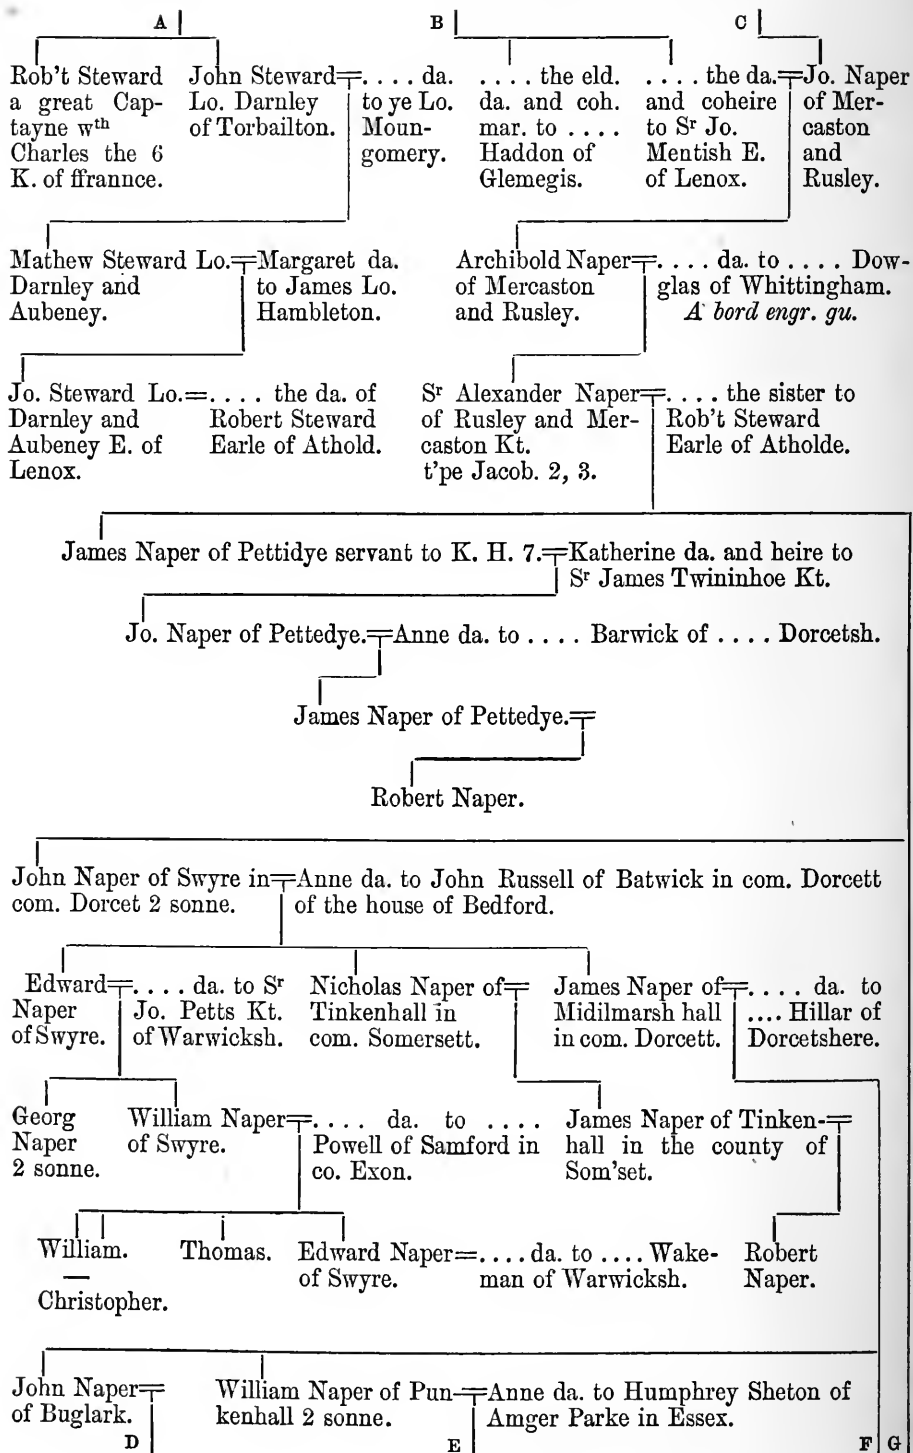 A B C
Rob't Steward
a great Cap-
tayne wth
Charles the 6
K. of ffrannce.
John Steward=
Lo. Darnley
of Torbailton.
. . . . da.
to ye Lo.
Moun-
gomery.
. . . . the eld.
da. and coh.
mar. to . . . .
Haddon of
Glemegis.
. . . . the da.=
and coheire
to Sr Jo.
Mentish E.
of Lenox.
Jo. Naper
of Mer-
caston
and
Rusley.
Mathew Steward Lo.=
Darnley and
Aubeney.
Margaret da.
to James Lo.
Hambleton.
Archibold Naper=
of Mercaston
and Rusley.
. . . . da. to . . . . Dow-
glas of Whittingham.
A bord engr. gu.
Jo. Steward Lo.=
Darnley and
Aubeney E. of
Lenox.
. . . . the da. of
Robert Steward
Earle of Athold.
Sr Alexander Naper=
of Rusley and Mer-
caston Kt.
t'pe Jacob. 2, 3.
. . . . the sister to
Rob't Steward
Earle of Atholde.
James Naper of Pettidye servant to K. H. 7.=
Katherine da. and heire to
Sr James Twininhoe Kt.
Jo. Naper of Pettedye.=Anne da. to . . . . Barwick of . . . . Dorcetsh.
James Naper of Pettedye.=
Robert Naper.
John Naper of Swyre in=
com. Dorcet 2 sonne.
Anne da. to John Russell of Batwick in com. Dorcett
of the house of Bedford.
Edward=
Naper
of Swyre.
. . . . da. to Sr
Jo. Petts Kt.
of Warwicksh.
Nicholas Naper of=
Tinkenhall in
com. Somersett.
James Naper of=
Midilmarsh hall
in com. Dorcett.
. . . . da. to
.... Hillar of
Dorcetshere.
Georg
Naper
2 sonne.
William Naper=
of Swyre.
. . . . da. to . . . .
Powell of Samford in
co. Exon.
James Naper of Tinken-=
hall in the county of
Som'set.
William.
—
Christopher.
Thomas.
Edward Naper=
of Swyre.
....da. to .... Wake-
man of Warwicksh.
Robert
Naper.
John Naper=
of Buglark.
William Naper of Pun-=
kenhall 2 sonne.
Anne da. to Humphrey Sheton of
Amger Parke in Essex.
D E F G